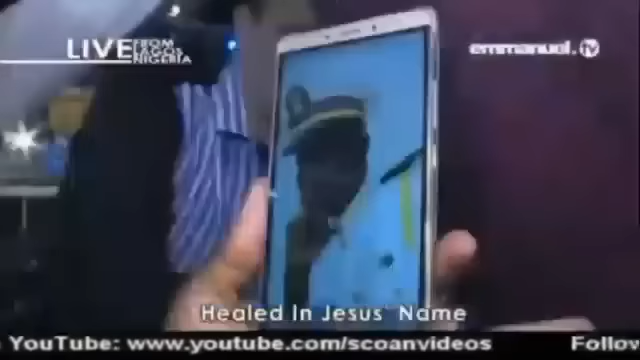 LIVE FROM LAGOS NIGERIA
emmanuel.tv
Healed In Jesus' Name
YouTube: www.youtube.com/scoanvideos Follow